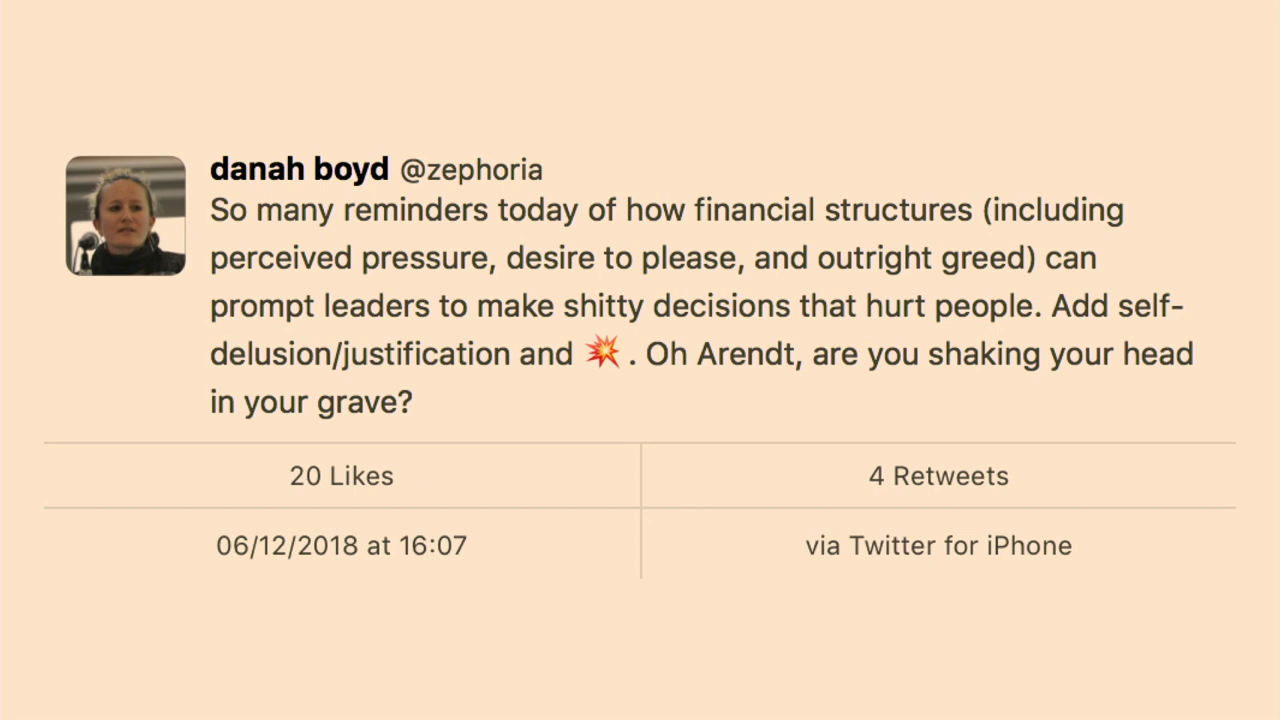 danah boyd @zephoria
So many reminders today of how financial structures (including
perceived pressure, desire to please, and outright greed) can
prompt leaders to make shitty decisions that hurt people. Add self-
delusion/justification and 💥 . Oh Arendt, are you shaking your head
in your grave?
20 Likes
4 Retweets
06/12/2018 at 16:07
via Twitter for iPhone